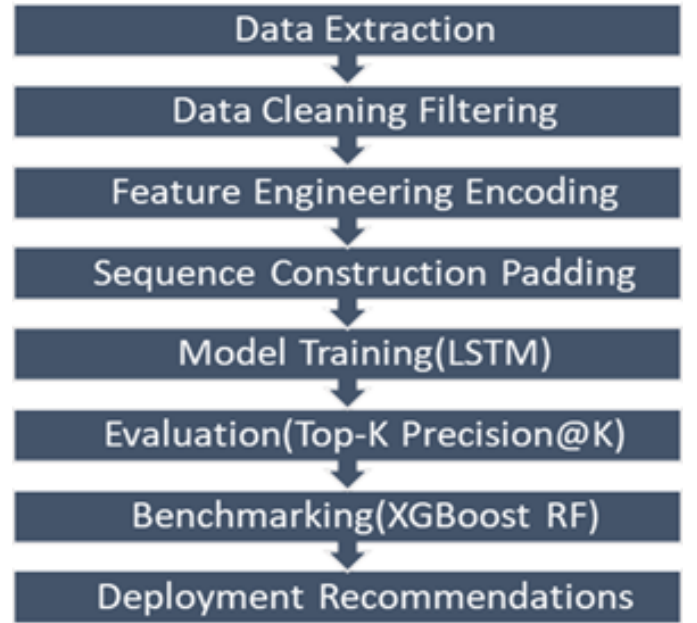 Data Extraction
Data Cleaning Filtering
Feature Engineering Encoding
Sequence Construction Padding
Model Training(LSTM)
Evaluation(Top-K Precision@K)
Benchmarking(XGBoost RF)
Deployment Recommendations